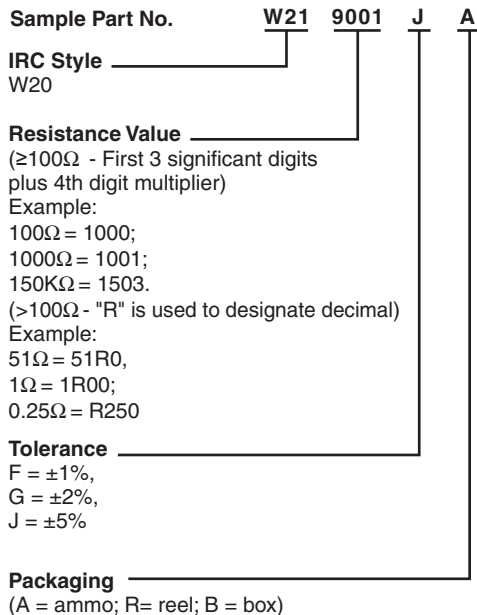 Sample Part No. W21 9001 J A
IRC Style
W20
Resistance Value
(≥100Ω - First 3 significant digits
plus 4th digit multiplier)
Example:
100Ω = 1000;
1000Ω = 1001;
150KΩ = 1503.
(>100Ω - "R" is used to designate decimal)
Example:
51Ω = 51R0,
1Ω = 1R00;
0.25Ω = R250
Tolerance
F = ±1%,
G = ±2%,
J = ±5%
Packaging
(A = ammo; R= reel; B = box)